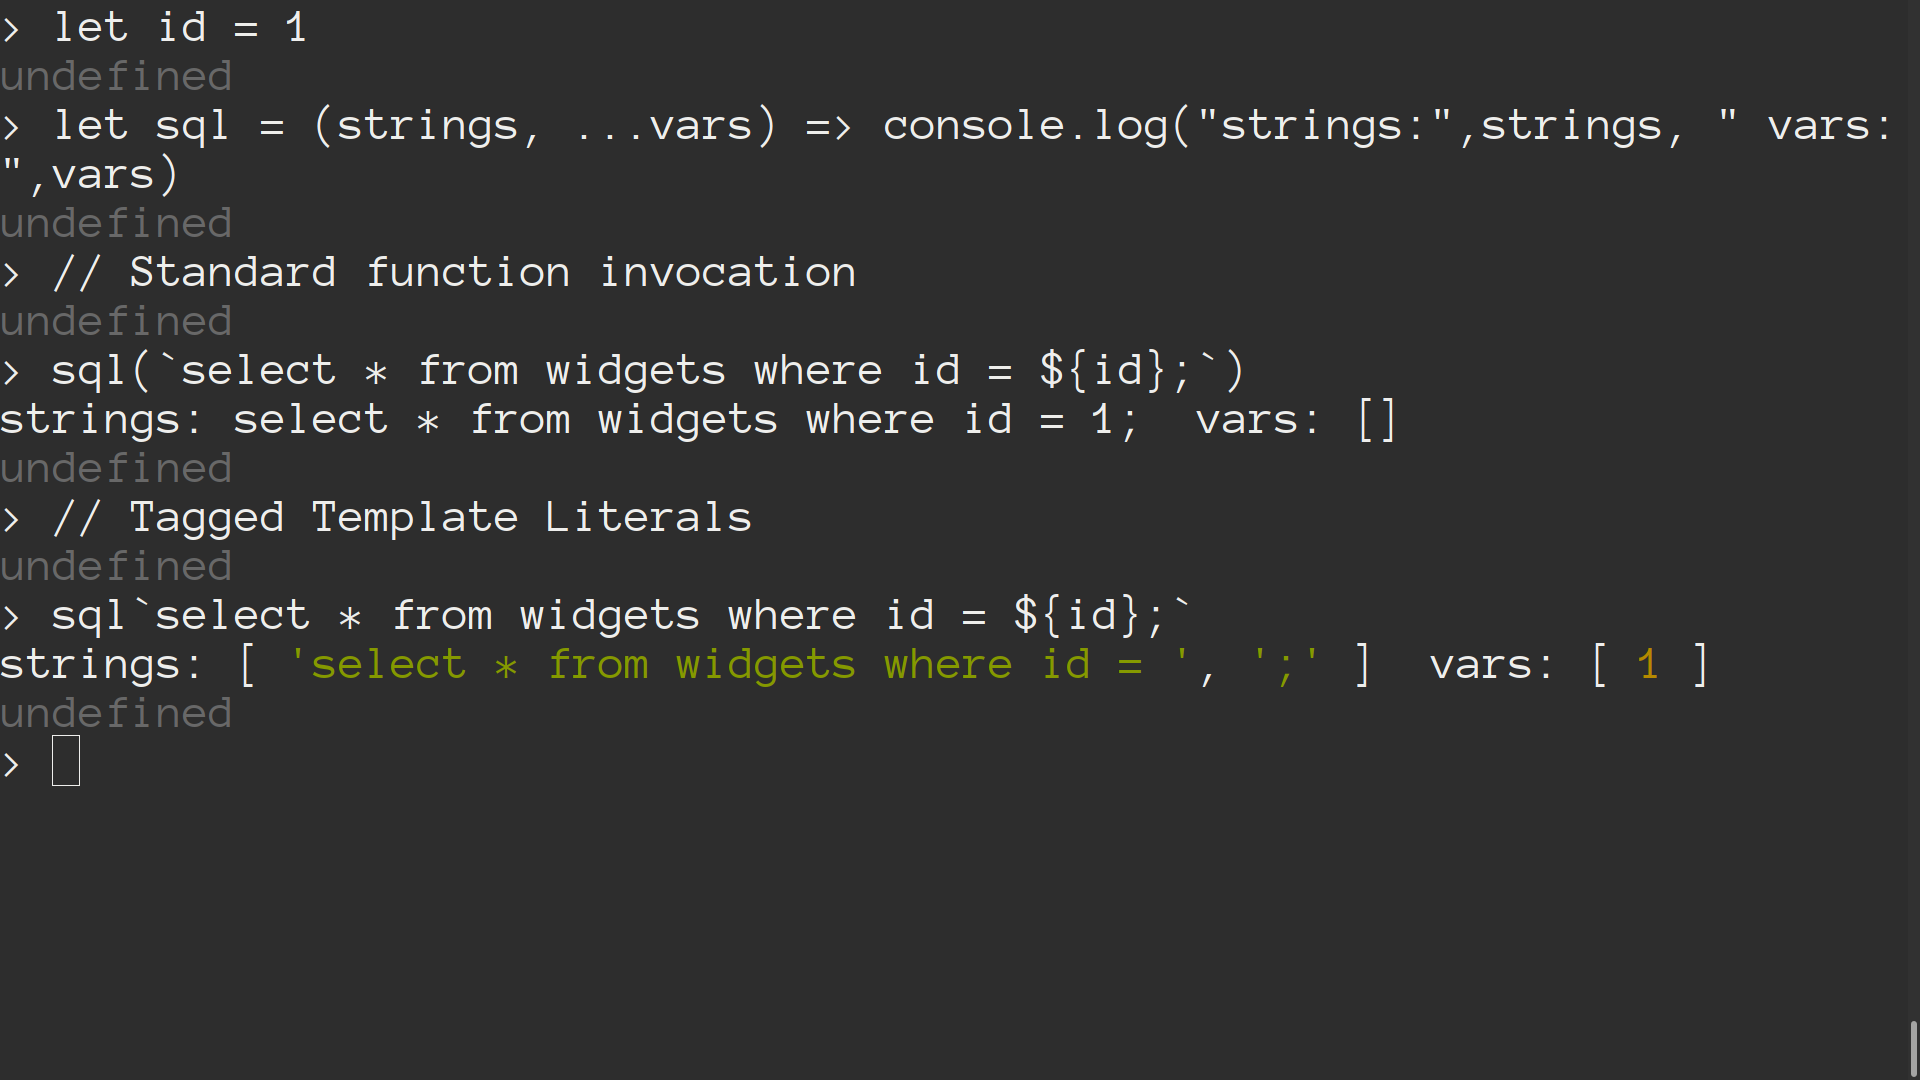 > let id = 1
undefined
> let sql = (strings, ...vars) => console.log("strings:",strings, " vars:
",vars)
undefined
> // Standard function invocation
undefined
> sql(`select * from widgets where id = ${id};`)
strings: select * from widgets where id = 1;  vars: []
undefined
> // Tagged Template Literals
undefined
> sql`select * from widgets where id = ${id};`
strings: [ 'select * from widgets where id = ', ';' ]  vars: [ 1 ]
undefined
>